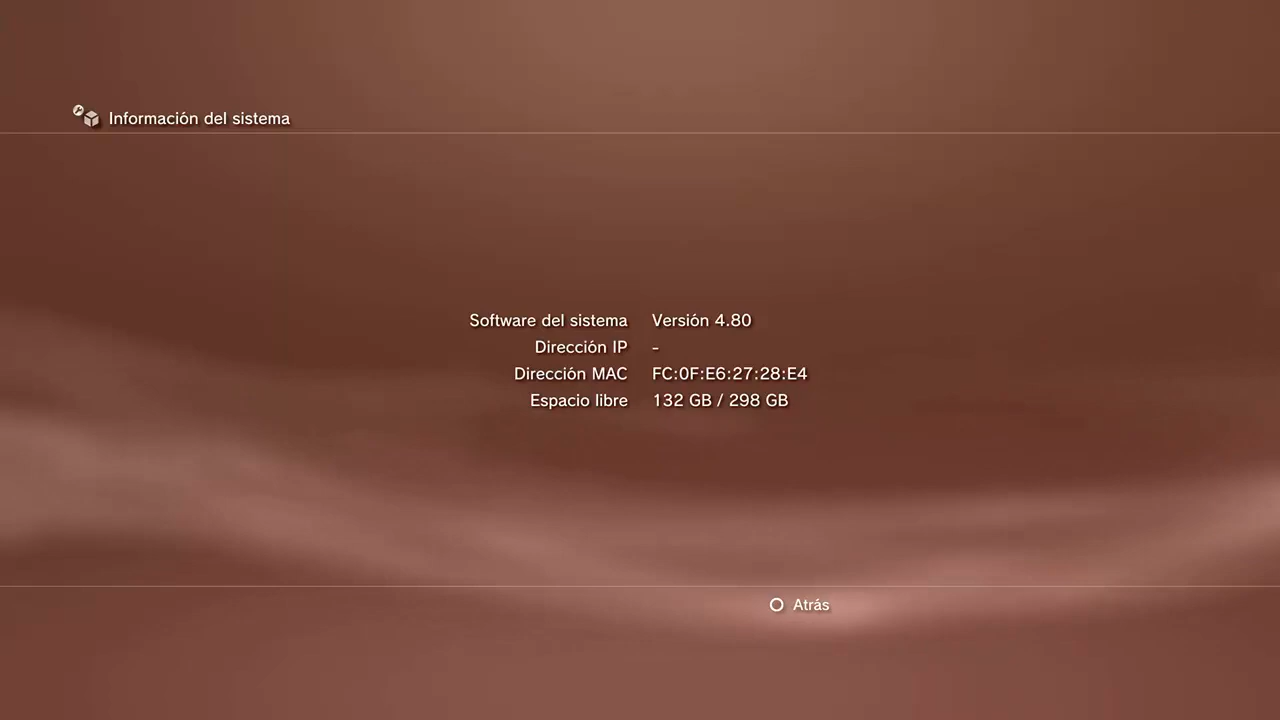 Información del sistema
Software del sistema Versión 4.80
Dirección IP -
Dirección MAC FC:0F:E6:27:28:E4
Espacio libre 132 GB / 298 GB
Atrás